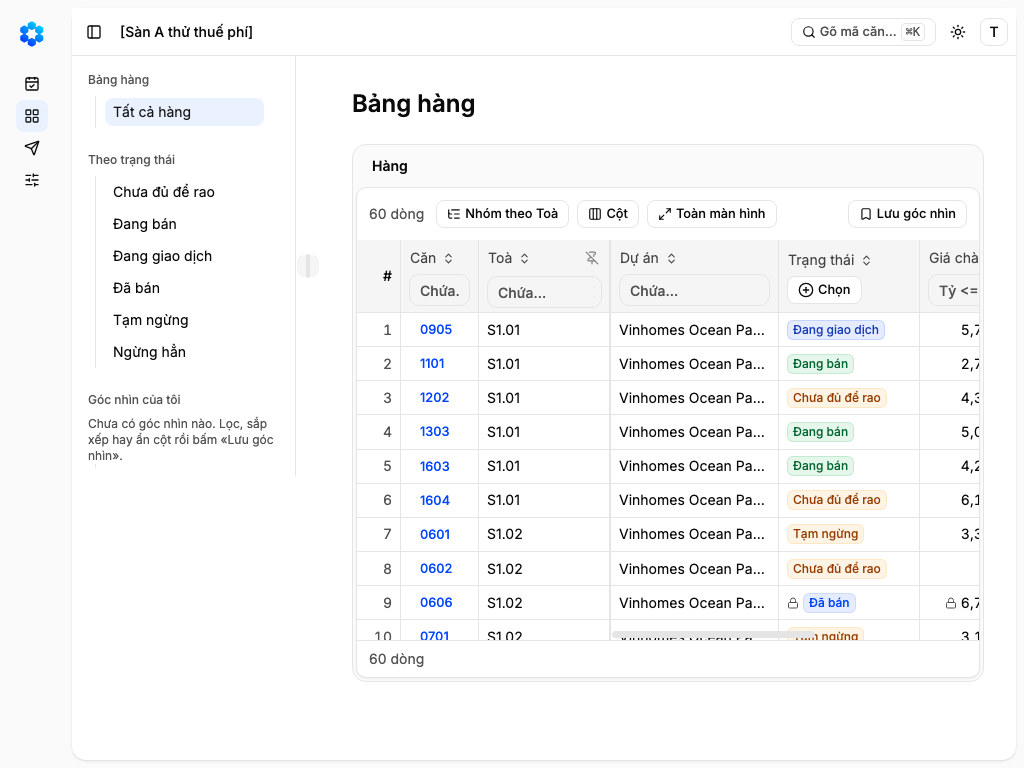 [Sàn A thử thuế phí]
Gõ mã căn... ⌘K
T
Bảng hàng
Tất cả hàng
Theo trạng thái
Chưa đủ để rao
Đang bán
Đang giao dịch
Đã bán
Tạm ngừng
Ngừng hẳn
Góc nhìn của tôi
Chưa có góc nhìn nào. Lọc, sắp
xếp hay ẩn cột rồi bấm «Lưu góc
nhìn».
Bảng hàng
Hàng
60 dòng Nhóm theo Toà Cột Toàn màn hình Lưu góc nhìn
# Căn Toà Dự án Trạng thái Giá chà
Chứa. Chứa... Chứa... Chọn Tỷ <=
1 0905 S1.01 Vinhomes Ocean Pa... Đang giao dịch 5,7
2 1101 S1.01 Vinhomes Ocean Pa... Đang bán 2,7
3 1202 S1.01 Vinhomes Ocean Pa... Chưa đủ để rao 4,3
4 1303 S1.01 Vinhomes Ocean Pa... Đang bán 5,0
5 1603 S1.01 Vinhomes Ocean Pa... Đang bán 4,2
6 1604 S1.01 Vinhomes Ocean Pa... Chưa đủ để rao 6,1
7 0601 S1.02 Vinhomes Ocean Pa... Tạm ngừng 3,3
8 0602 S1.02 Vinhomes Ocean Pa... Chưa đủ để rao
9 0606 S1.02 Vinhomes Ocean Pa... Đã bán 6,7
10 0701 S1.02 Vinhomes Ocean Pa... Tạm ngừng 3,1
60 dòng